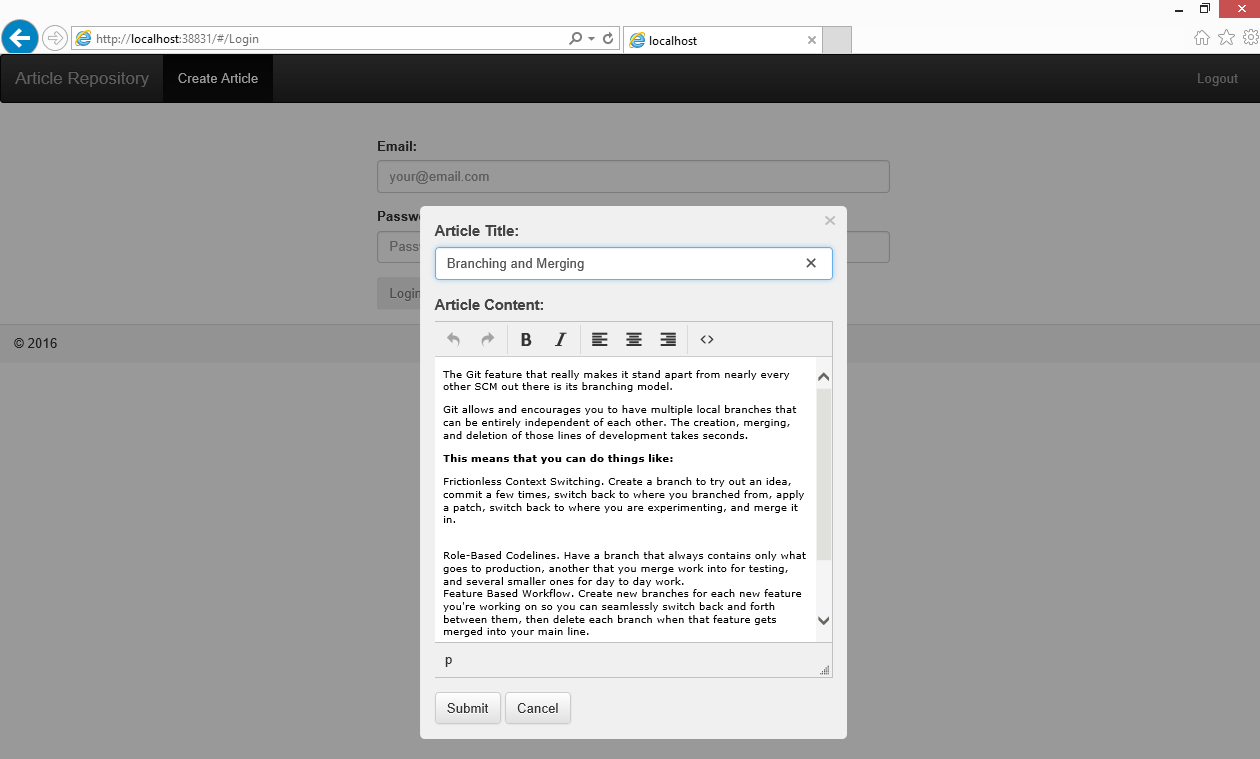 http://localhost:38831/#/Login
localhost
Article Repository
Create Article
Logout
Email:
your@email.com
Passw
Pass
Login
© 2016
Article Title:
Branching and Merging
Article Content:
B I
The Git feature that really makes it stand apart from nearly every
other SCM out there is its branching model.
Git allows and encourages you to have multiple local branches that
can be entirely independent of each other. The creation, merging,
and deletion of those lines of development takes seconds.
This means that you can do things like:
Frictionless Context Switching. Create a branch to try out an idea,
commit a few times, switch back to where you branched from, apply
a patch, switch back to where you are experimenting, and merge it
in.
Role-Based Codelines. Have a branch that always contains only what
goes to production, another that you merge work into for testing,
and several smaller ones for day to day work.
Feature Based Workflow. Create new branches for each new feature
you're working on so you can seamlessly switch back and forth
between them, then delete each branch when that feature gets
merged into your main line.
p
Submit
Cancel